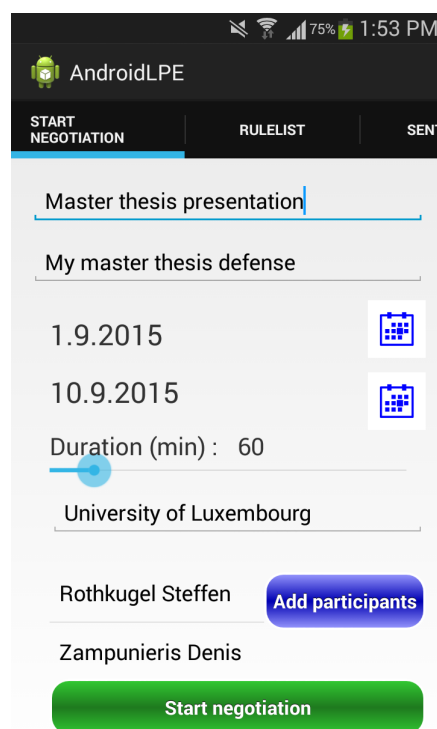 75% 1:53 PM
AndroidLPE
START
NEGOTIATION
RULELIST
SENT
Master thesis presentation
My master thesis defense
1.9.2015
10.9.2015
Duration (min) : 60
University of Luxembourg
Rothkugel Steffen
Add participants
Zampunieris Denis
Start negotiation